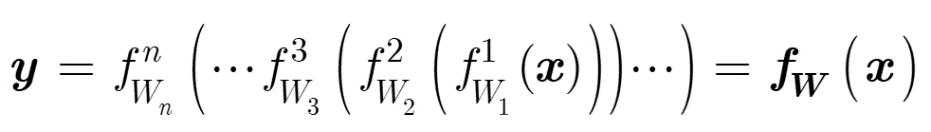 𝒚 = f^n_{W_n} ( ⋯ f^3_{W_3} ( f^2_{W_2} ( f^1_{W_1} (𝒙) ) ) ⋯ ) = 𝒇_𝑾 (𝒙)